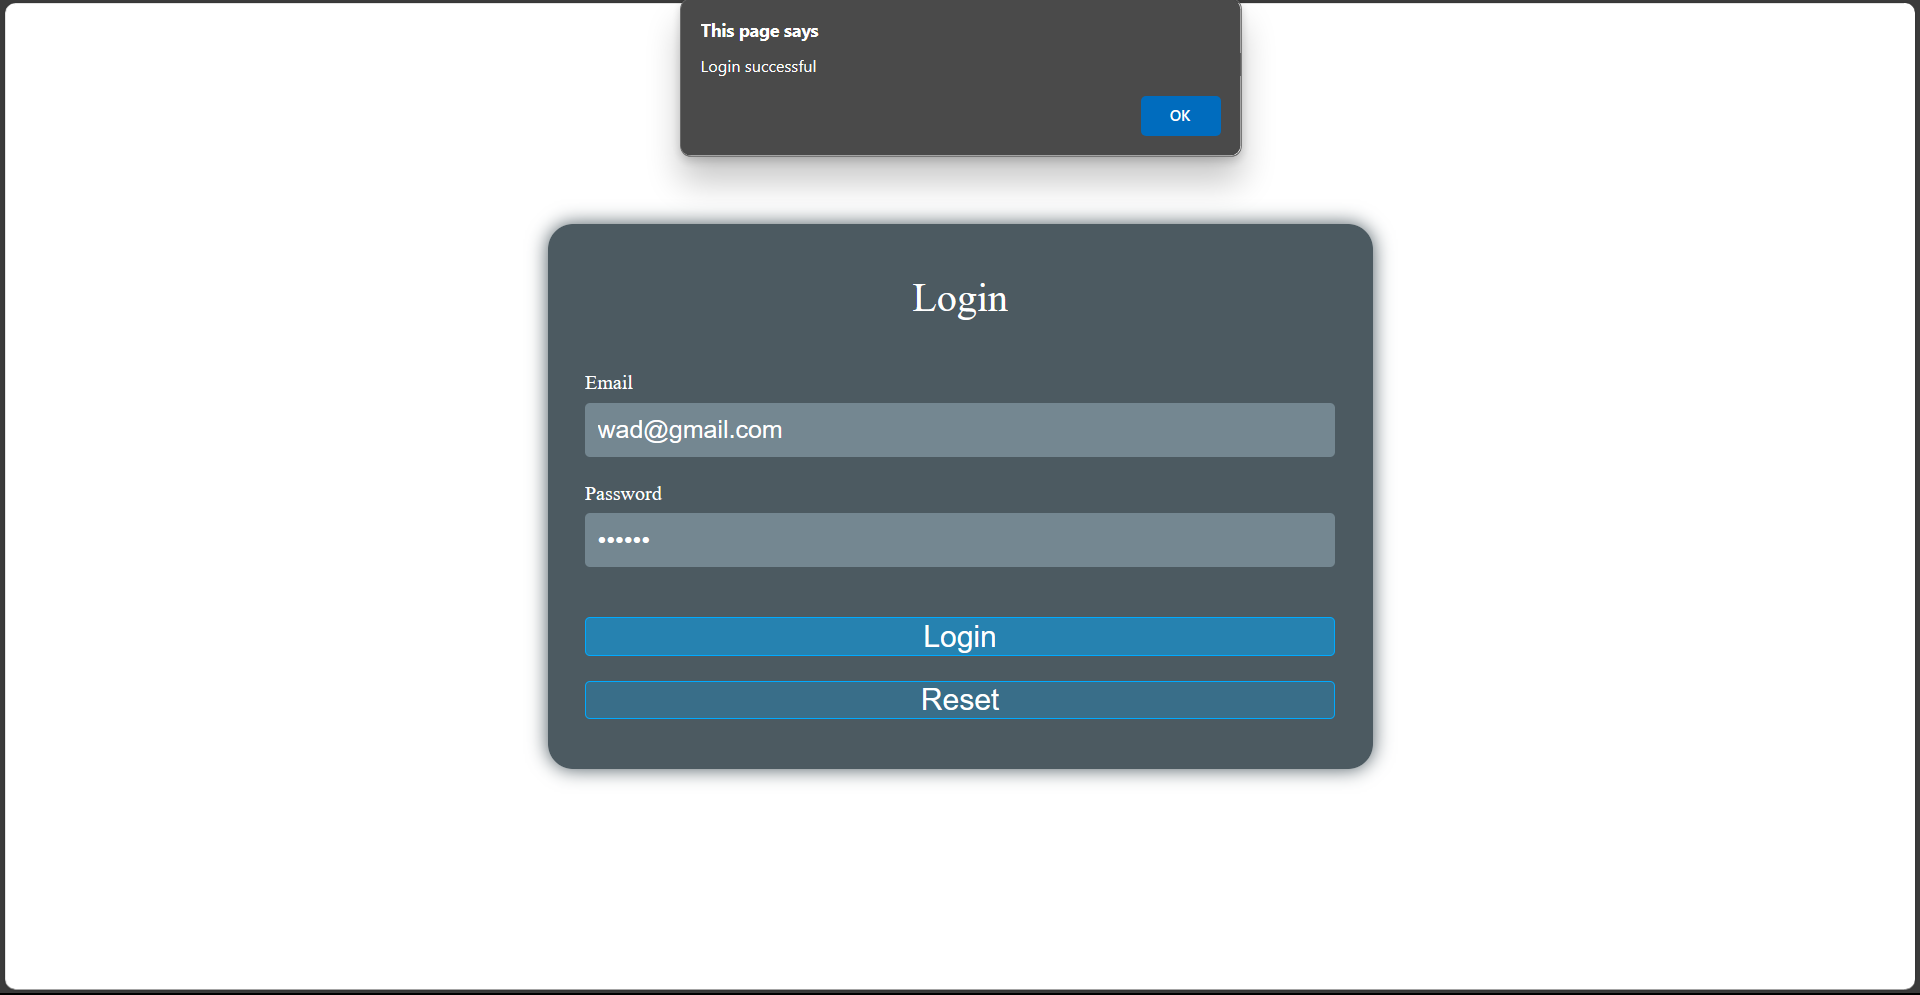 This page says
Login successful
OK
Login
Email
wad@gmail.com
Password
••••••
Login
Reset